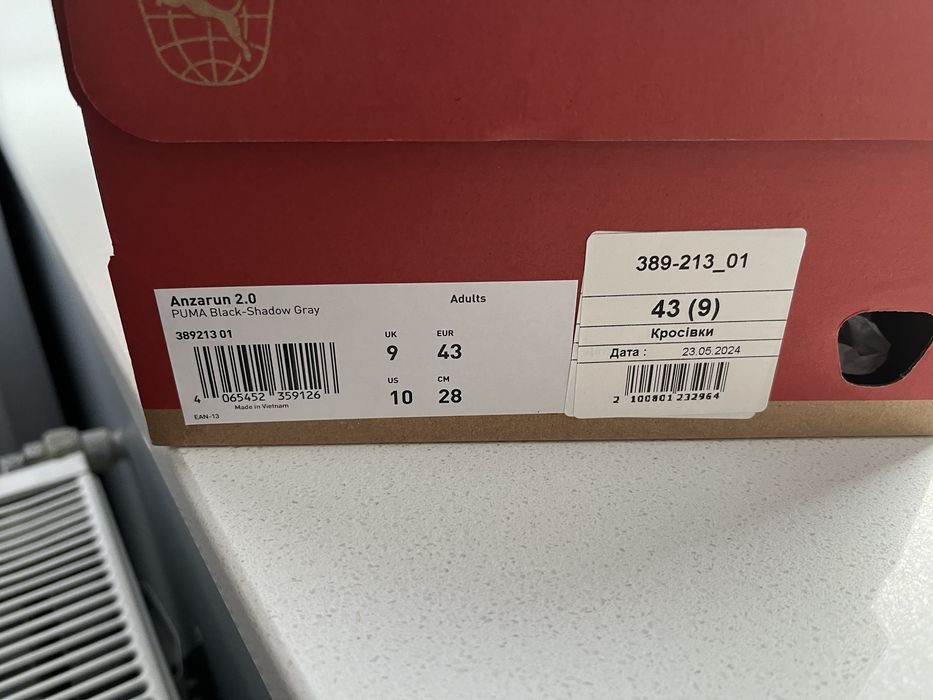 Anzarun 2.0
Adults
PUMA Black-Shadow Gray
389213 01
UK
EUR
9
43
US
CM
10
28
4 065452 359126
Made in Vietnam
EAN-13
389-213_01
43 (9)
Кросівки
Дата : 23.05.2024
2 100801 232964